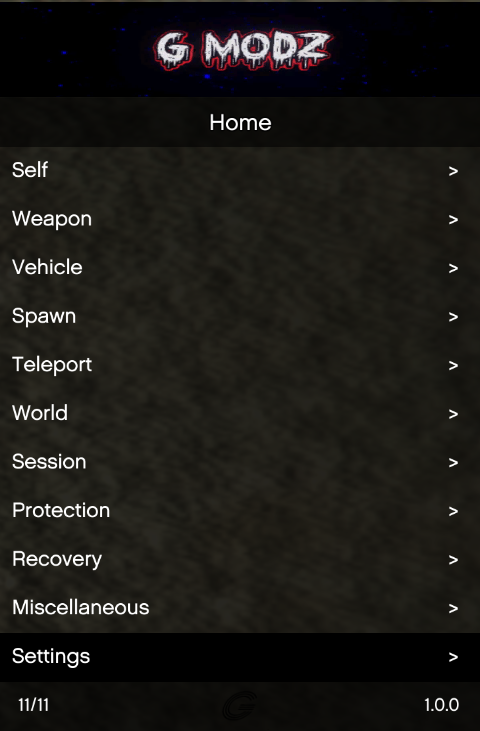 G MODZ
Home
Self >
Weapon >
Vehicle >
Spawn >
Teleport >
World >
Session >
Protection >
Recovery >
Miscellaneous >
Settings >
11/11 G 1.0.0